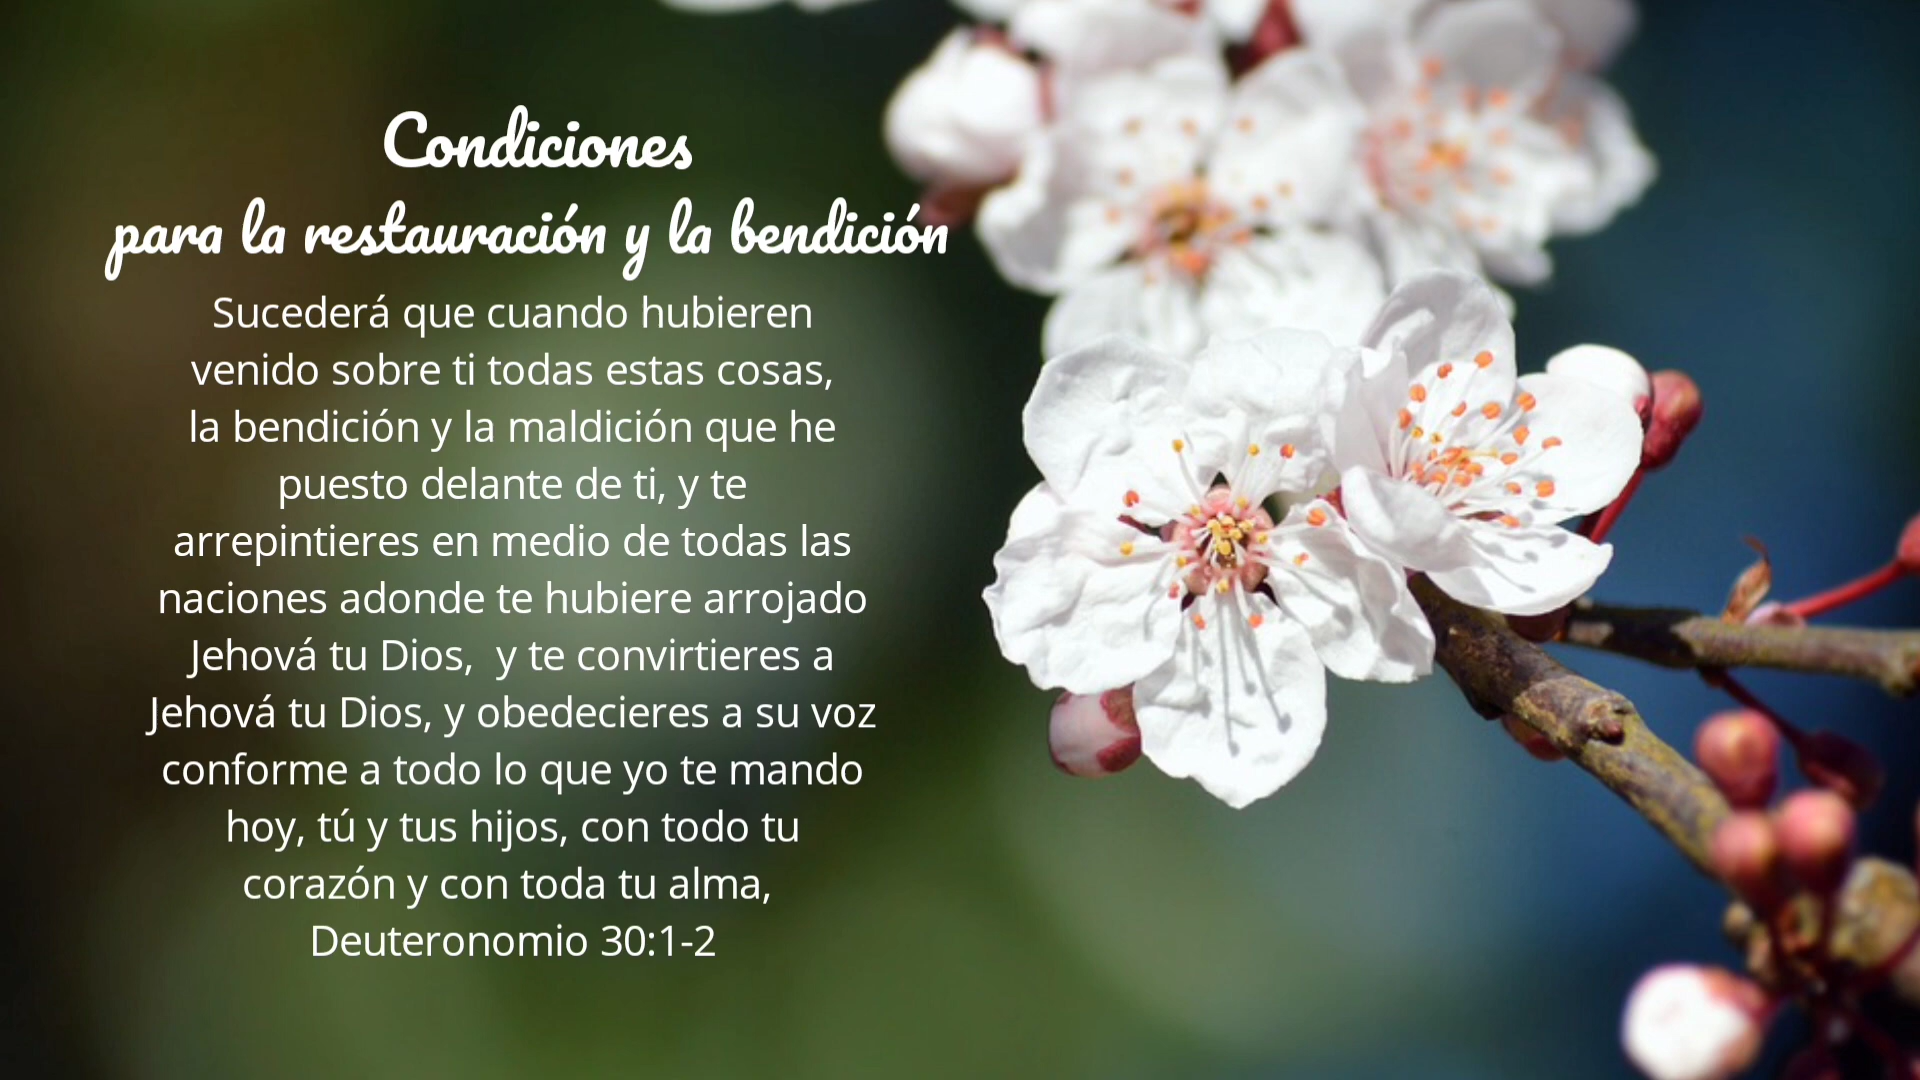 Condiciones
para la restauración y la bendición
Sucederá que cuando hubieren
venido sobre ti todas estas cosas,
la bendición y la maldición que he
puesto delante de ti, y te
arrepintieres en medio de todas las
naciones adonde te hubiere arrojado
Jehová tu Dios,  y te convirtieres a
Jehová tu Dios, y obedecieres a su voz
conforme a todo lo que yo te mando
hoy, tú y tus hijos, con todo tu
corazón y con toda tu alma,
Deuteronomio 30:1-2